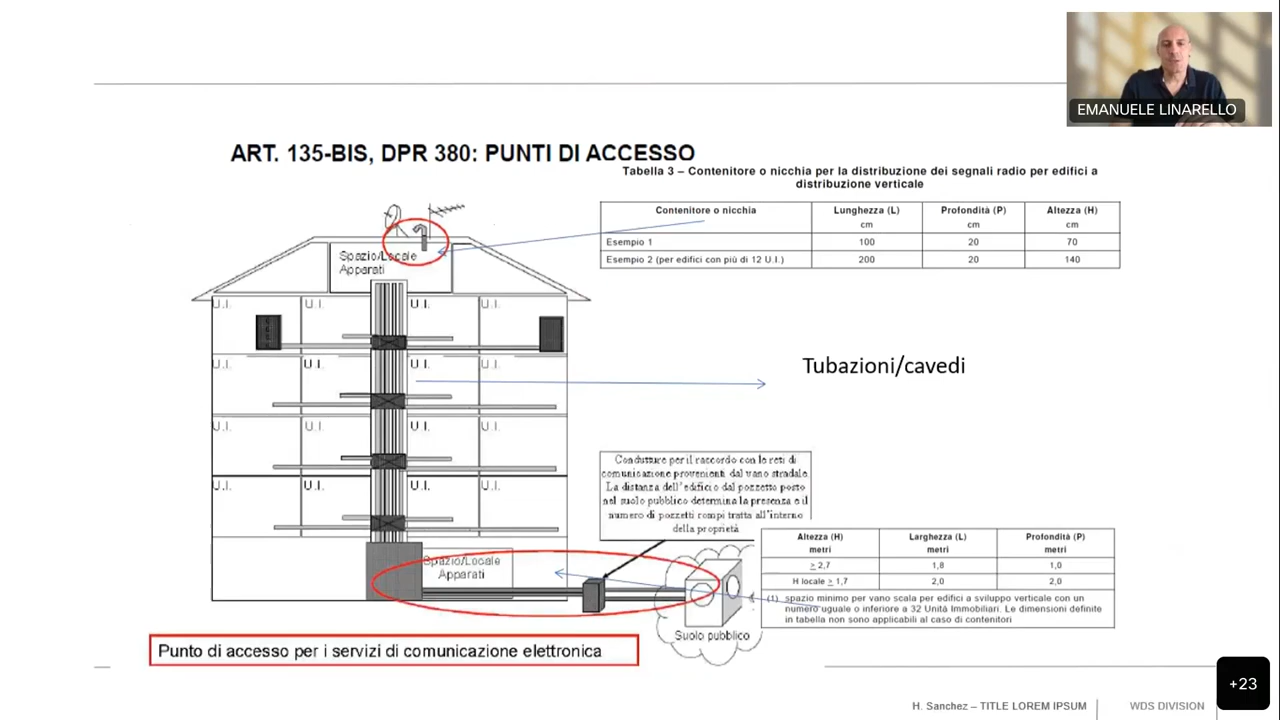 EMANUELE LINARELLO
ART. 135-BIS, DPR 380: PUNTI DI ACCESSO
Tabella 3 – Contenitore o nicchia per la distribuzione dei segnali radio per edifici a
distribuzione verticale
Contenitore o nicchia Lunghezza (L) Profondità (P) Altezza (H)
cm cm cm
Esempio 1 100 20 70
Esempio 2 (per edifici con più di 12 U.I.) 200 20 140
Spazio/Locale
Apparati
U.I. U.I. U.I. U.I.
U.I. U.I. U.I. U.I.
Tubazioni/cavedi
U.I. U.I. U.I. U.I.
U.I. U.I. U.I. U.I.
Condutture per il raccordo con le reti di
comunicazione provenienti dal vano stradale
La distanza dell'edificio dal pozzetto posto
nel suolo pubblico determina la presenza e il
numero di pozzetti rompi tratta all'interno
della proprietà
Spazio/Locale
Apparati
Altezza (H) Larghezza (L) Profondità (P)
metri metri metri
≥ 2,7 1,8 1,0
H locale ≥ 1,7 2,0 2,0
(1) spazio minimo per vano scala per edifici a sviluppo verticale con un
numero uguale o inferiore a 32 Unità Immobiliari. Le dimensioni definite
in tabella non sono applicabili al caso di contenitori
Suolo pubblico
Punto di accesso per i servizi di comunicazione elettronica
+23
H. Sanchez – TITLE LOREM IPSUM
WDS DIVISION